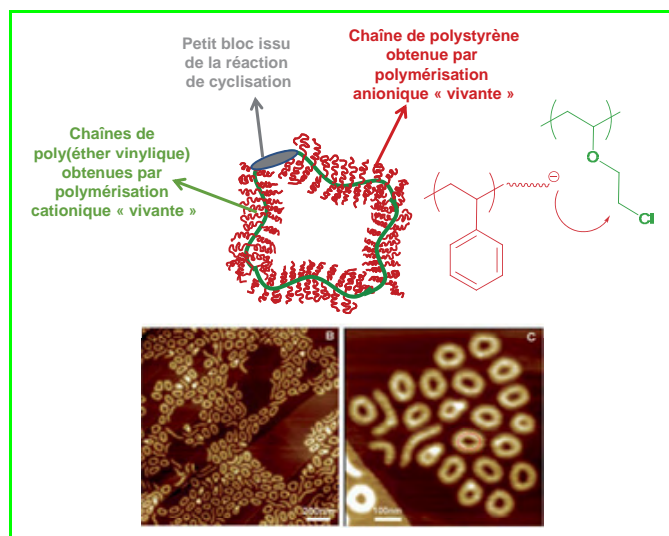 Petit bloc issu
de la réaction
de cyclisation
Chaîne de polystyrène
obtenue par
polymérisation
anionique « vivante »
Chaînes de
poly(éther vinylique)
obtenues par
polymérisation
cationique « vivante »
O
Cl
B
200nm
C
100nm